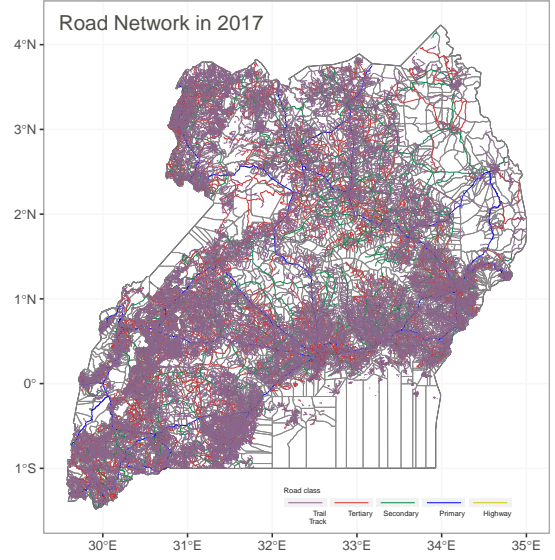 Road Network in 2017
4°N
3°N
2°N
1°N
0°
1°S
Road class
Trail Track
Tertiary
Secondary
Primary
Highway
30°E
31°E
32°E
33°E
34°E
35°E